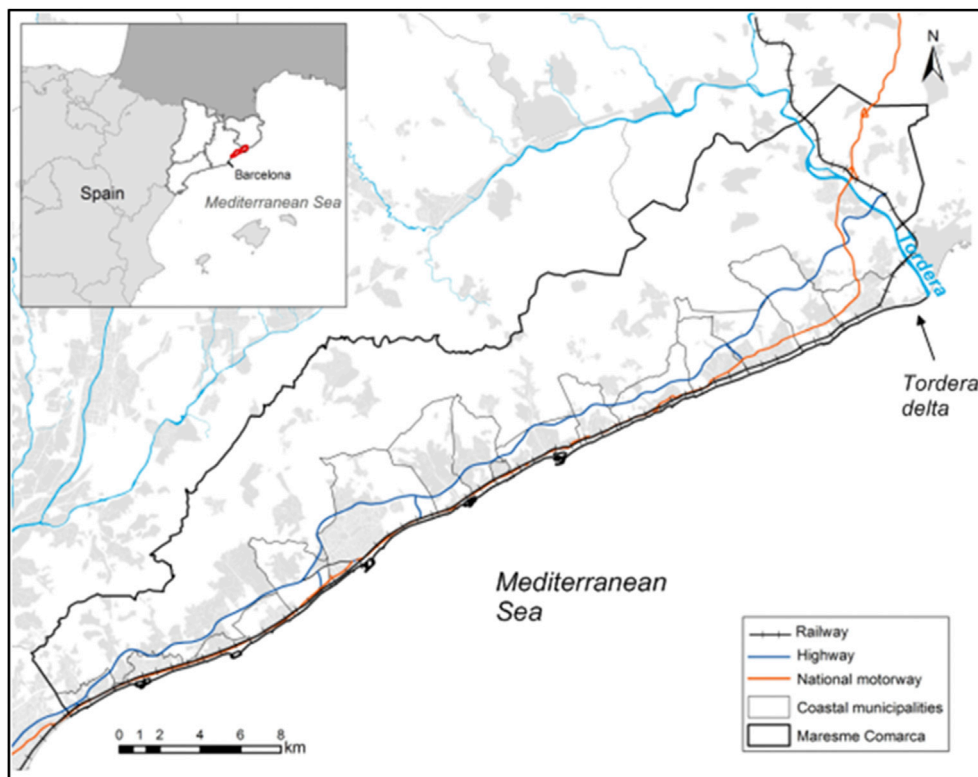 N
Spain
Barcelona
Mediterranean Sea
Tordera
Tordera
delta
Mediterranean
Sea
Railway
Highway
National motorway
Coastal municipalities
Maresme Comarca
0 1 2 4 6 8
km